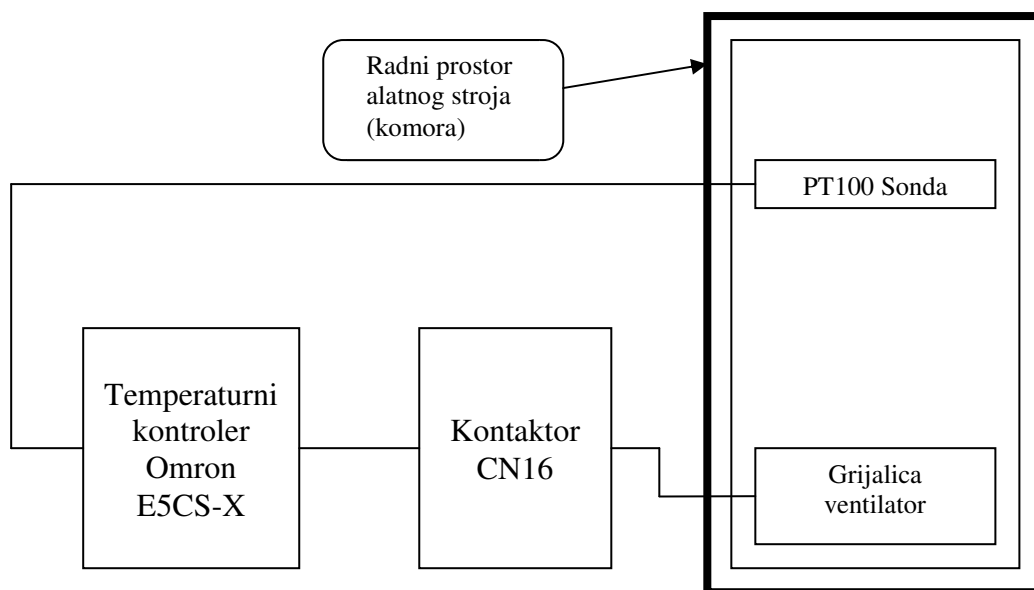 Radni prostor
alatnog stroja
(komora)
PT100 Sonda
Temperaturni
kontroler
Omron
E5CS-X
Kontaktor
CN16
Grijalica
ventilator